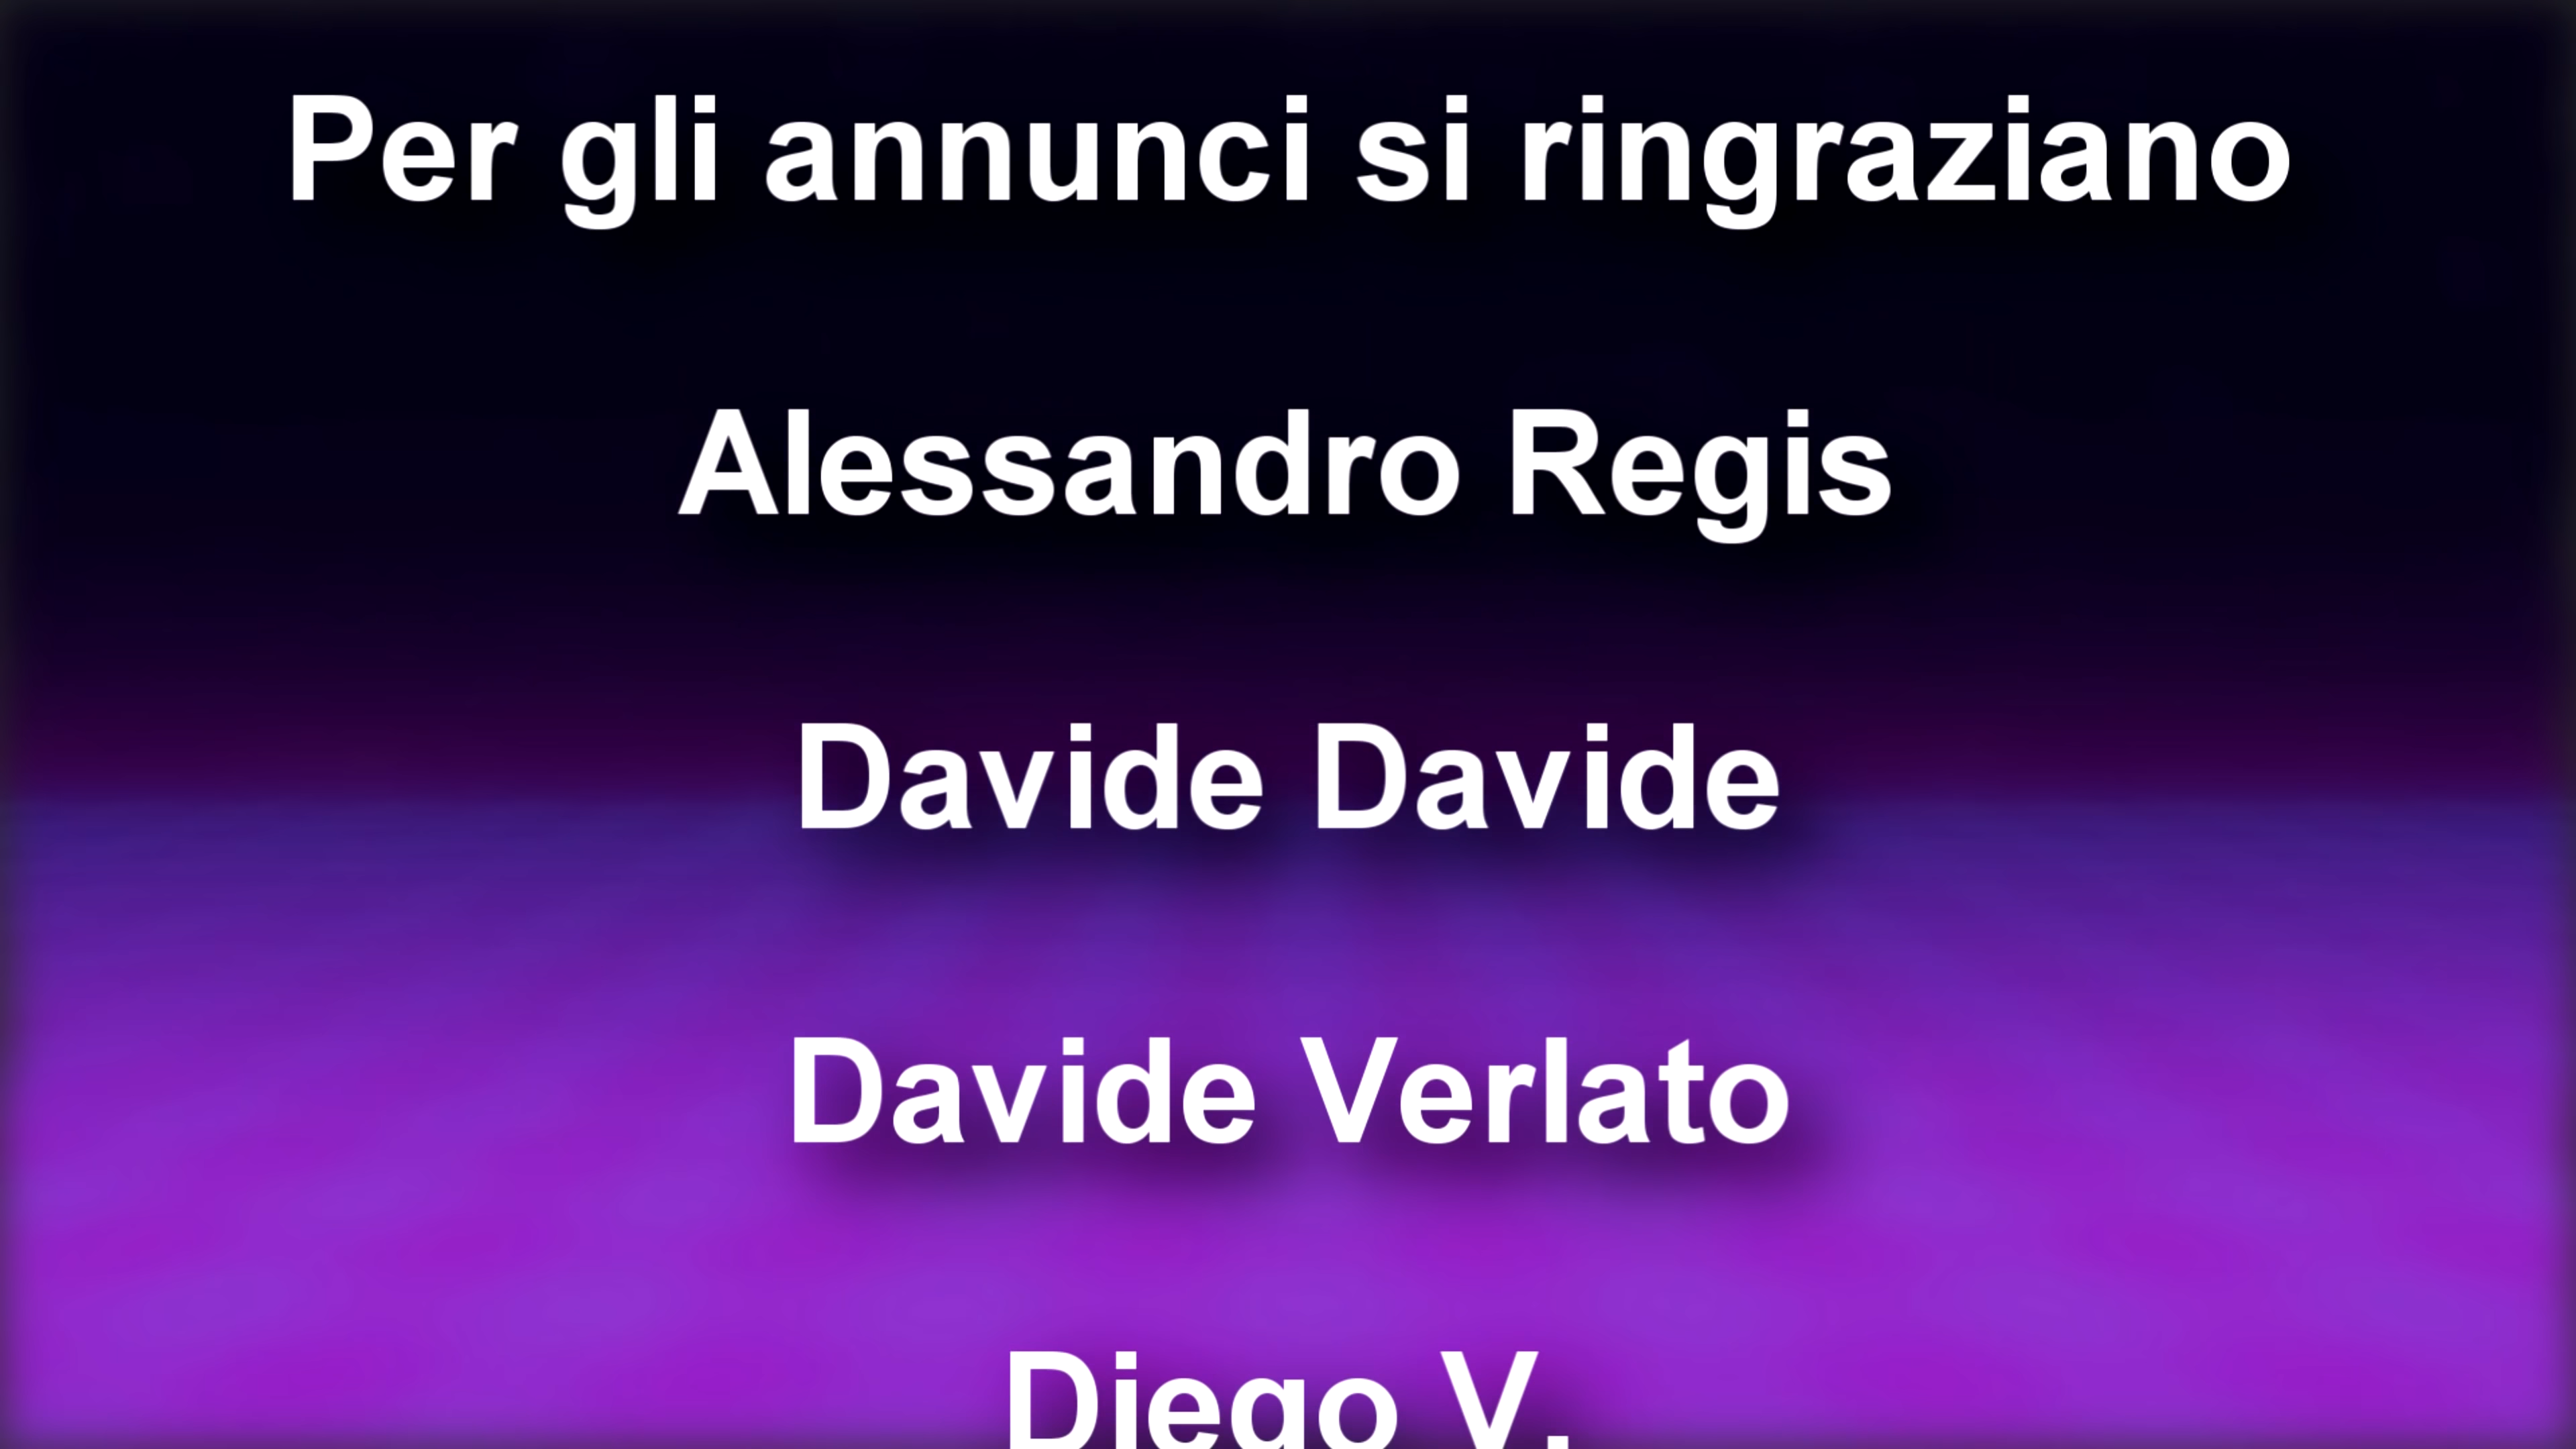 Per gli annunci si ringraziano
Alessandro Regis
Davide Davide
Davide Verlato
Diego V.